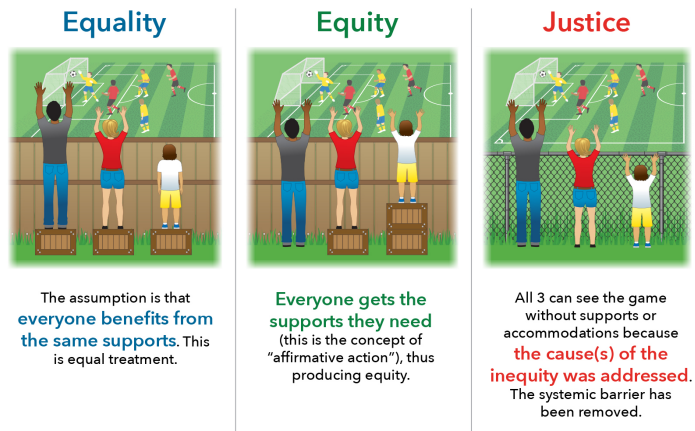 Equality
The assumption is that
everyone benefits from
the same supports. This
is equal treatment.
Equity
Everyone gets the
supports they need
(this is the concept of
“affirmative action”), thus
producing equity.
Justice
All 3 can see the game
without supports or
accommodations because
the cause(s) of the
inequity was addressed.
The systemic barrier has
been removed.